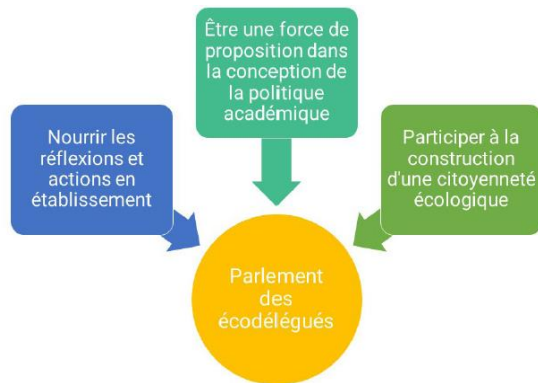 Être une force de
proposition dans
la conception de
la politique
académique
Nourrir les
réflexions et
actions en
établissement
Participer à la
construction
d'une citoyenneté
écologique
Parlement
des
écodélégués